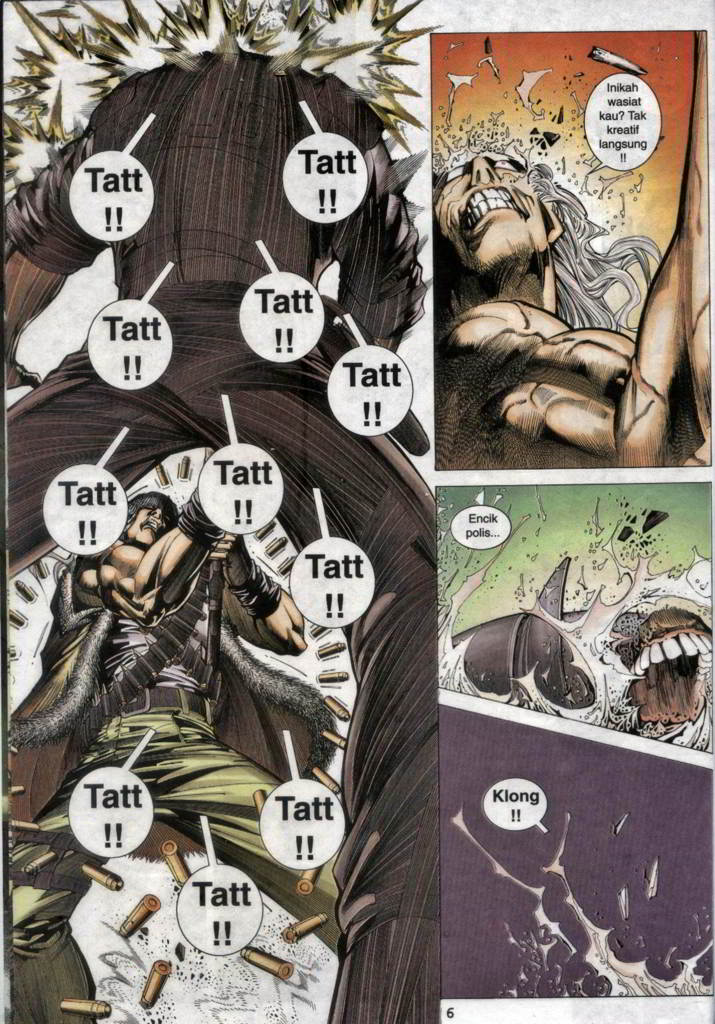 Tatt
!!
Tatt
!!
Tatt
!!
Tatt
!!
Tatt
!!
Tatt
!!
Tatt
!!
Tatt
!!
Tatt
!!
Tatt
!!
Tatt
!!
Inikah
wasiat
kau? Tak
kreatif
langsung
!!
Encik
polis...
Klong
!!
6